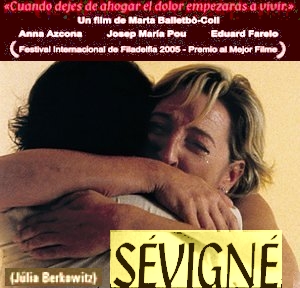 «Cuando dejes de ahogar el dolor empezarás a vivir.»
Un film de Marta Balletbò-Coll
Anna Azcona Josep María Pou Eduard Farelo
(Festival Internacional de Filadelfia 2005 - Premio al Mejor Filme)
(Júlia Berkowitz) SÉVIGNÉ